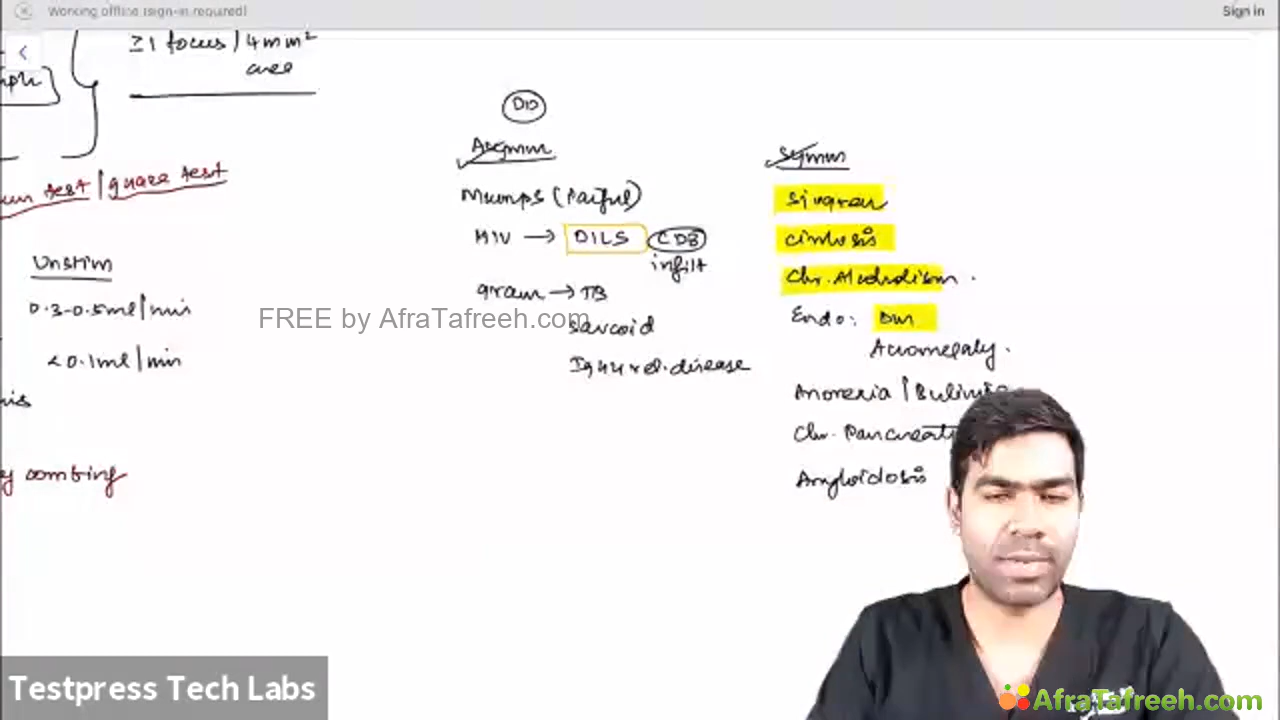 Working offline (sign-in required)
Sign in
≥1 focus / 4mm²
area
test / guaze test
Unstim
0.3-0.5ml/min
<0.1ml/min
combing
DD
Asymm
Mumps (Painful)
HIV → DILS CD8
infilt
gram → TB
Sarcoid
IgG4 rel. disease
Symm
Sjogren
Cirrhosis
Chr. Alcoholism.
Endo: DM
Acromegaly.
Anorexia / Bulimia
Chr. Pancreati
Amyloidosis
FREE by AfraTafreeh.com
Testpress Tech Labs
AfraTafreeh.com